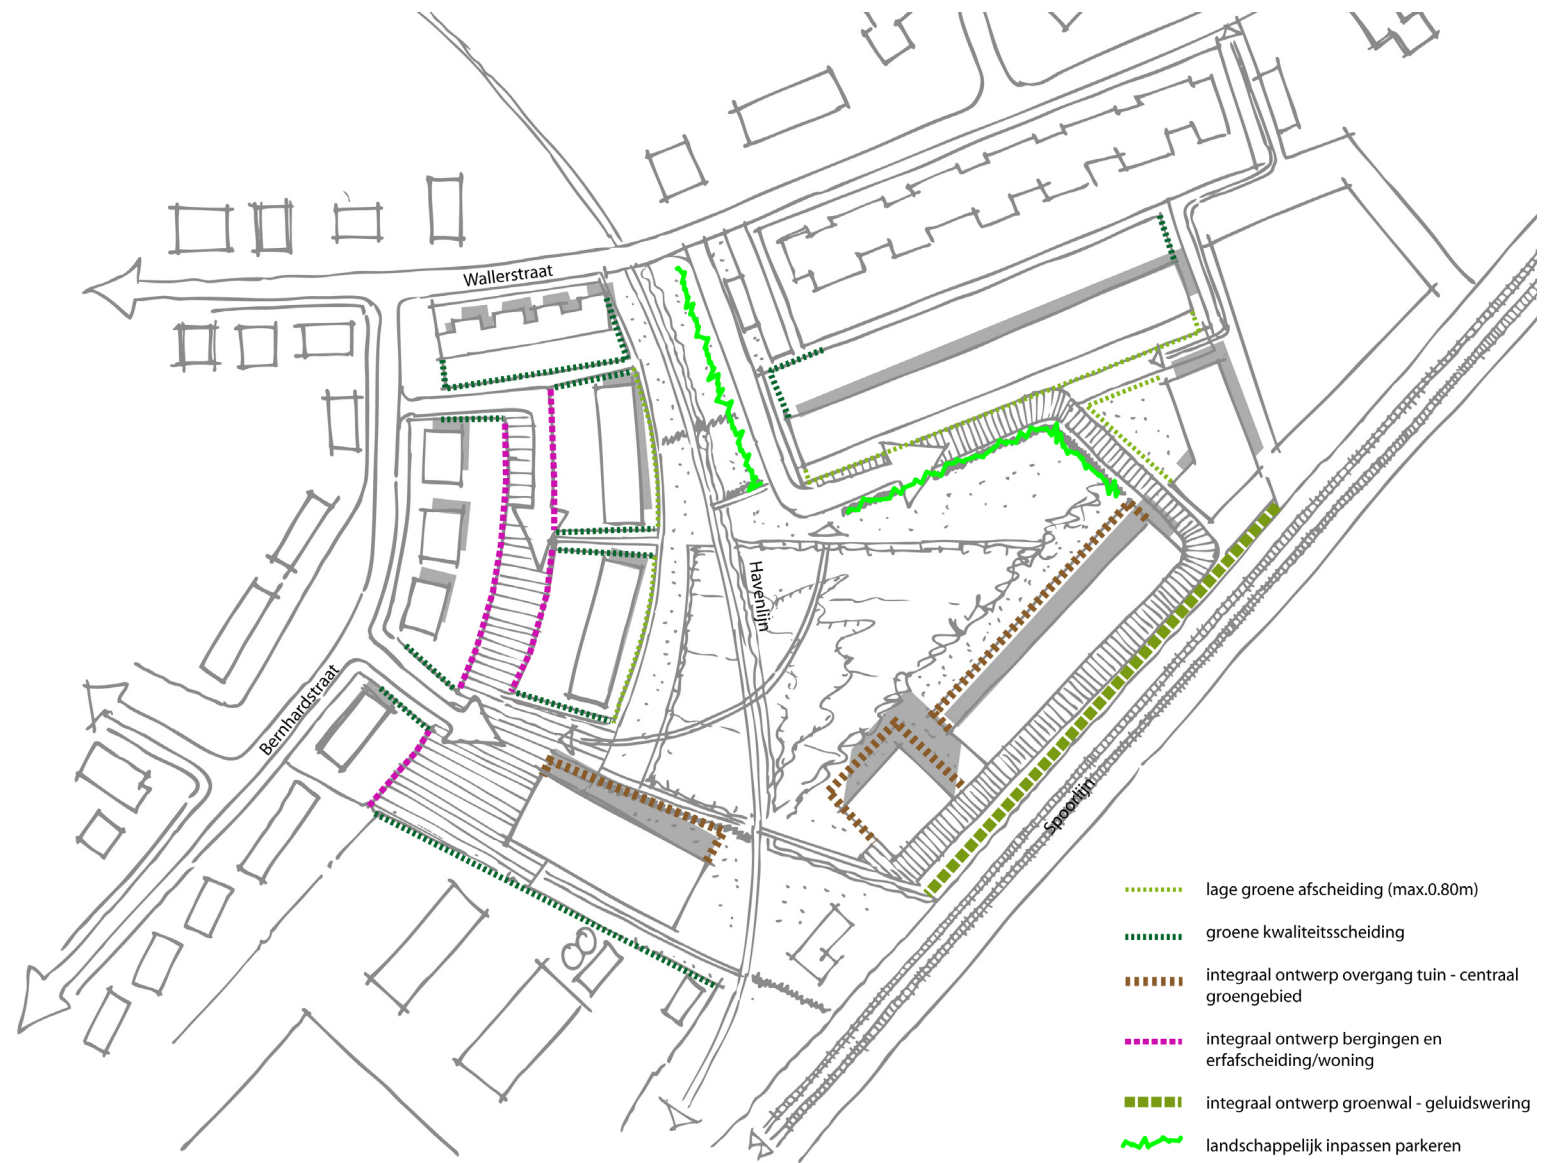 Wallerstraat
Havenlijn
Bernhardstraat
Spoorlijn
lage groene afscheiding (max.0.80m)
groene kwaliteitsscheiding
integraal ontwerp overgang tuin - centraal
groengebied
integraal ontwerp bergingen en
erfafscheiding/woning
integraal ontwerp groenwal - geluidswering
landschappelijk inpassen parkeren